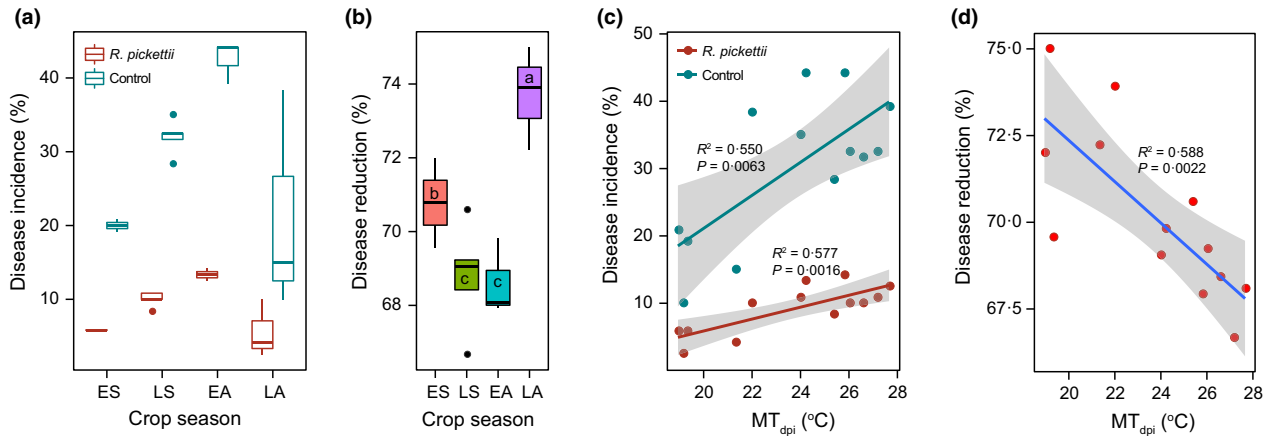 (a)
Disease incidence (%)
40
30
20
10
R. pickettii
Control
ES LS EA LA
Crop season
(b)
Disease reduction (%)
74
72
70
68
a
b
c
c
ES LS EA LA
Crop season
(c)
Disease incidence (%)
50
40
30
20
10
R. pickettii
Control
R² = 0·550
P = 0·0063
R² = 0·577
P = 0·0016
20 22 24 26 28
MTdpi (°C)
(d)
Disease reduction (%)
75·0
72·5
70·0
67·5
R² = 0·588
P = 0·0022
20 22 24 26 28
MTdpi (°C)